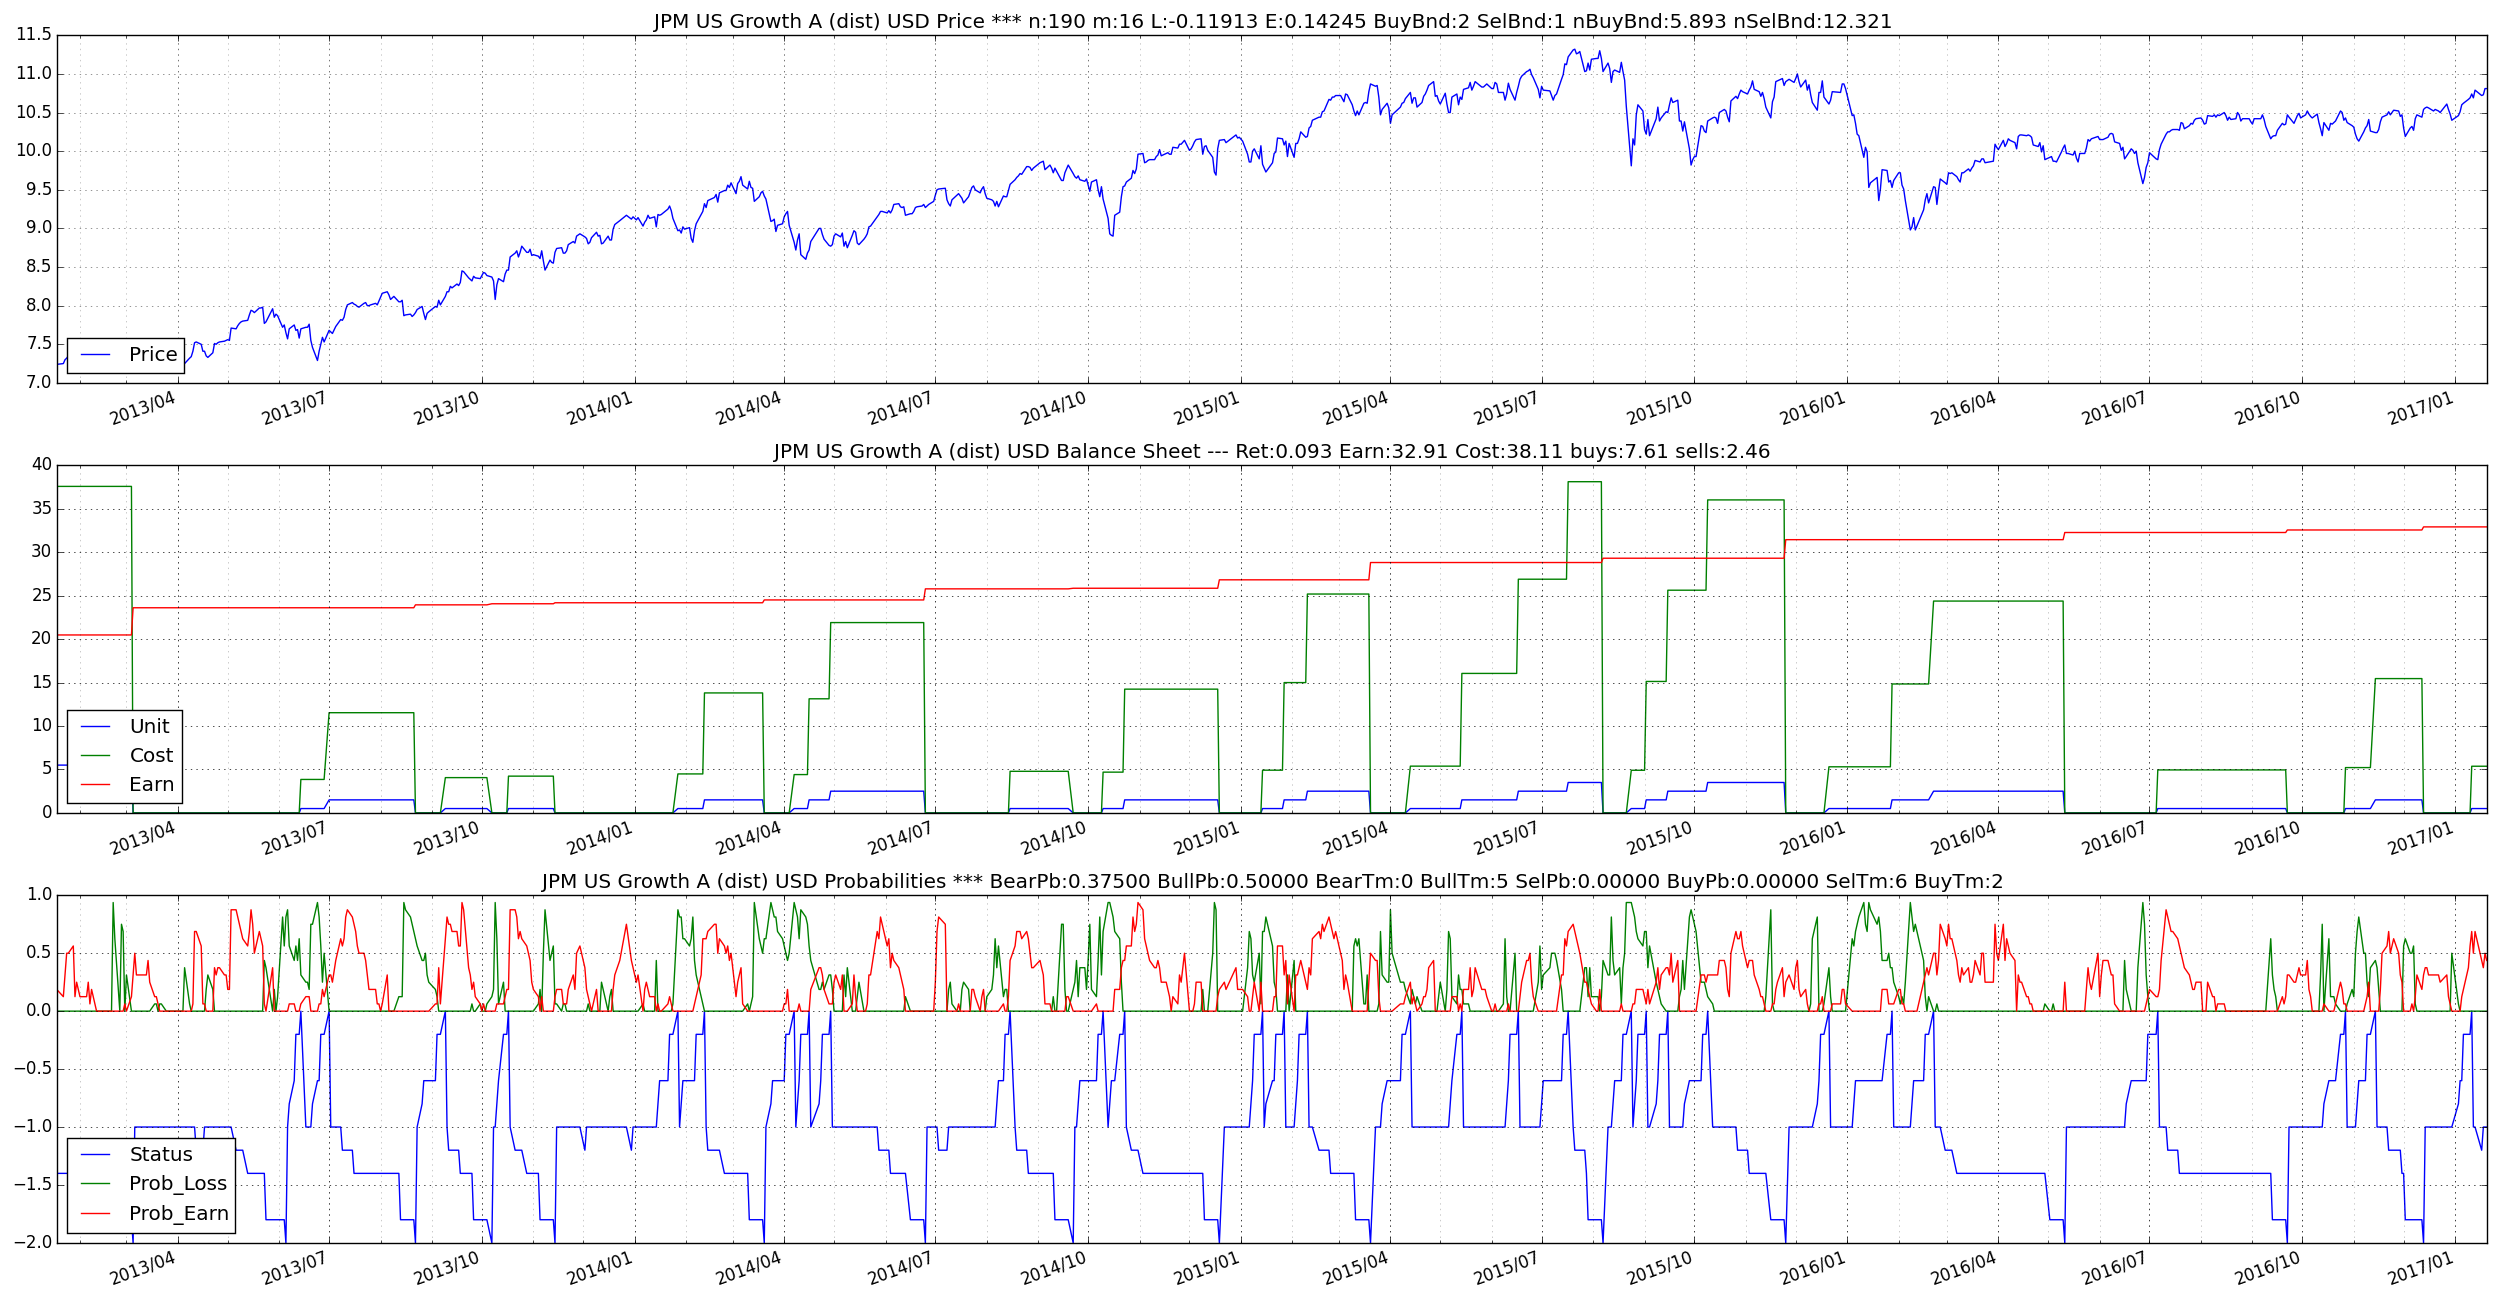 JPM US Growth A (dist) USD Price *** n:190 m:16 L:-0.11913 E:0.14245 BuyBnd:2 SelBnd:1 nBuyBnd:5.893 nSelBnd:12.321
11.5
11.0
10.5
10.0
9.5
9.0
8.5
8.0
7.5
7.0
Price
2013/04 2013/07 2013/10 2014/01 2014/04 2014/07 2014/10 2015/01 2015/04 2015/07 2015/10 2016/01 2016/04 2016/07 2016/10 2017/01
JPM US Growth A (dist) USD Balance Sheet --- Ret:0.093 Earn:32.91 Cost:38.11 buys:7.61 sells:2.46
40
35
30
25
20
15
10
5
0
Unit
Cost
Earn
2013/04 2013/07 2013/10 2014/01 2014/04 2014/07 2014/10 2015/01 2015/04 2015/07 2015/10 2016/01 2016/04 2016/07 2016/10 2017/01
JPM US Growth A (dist) USD Probabilities *** BearPb:0.37500 BullPb:0.50000 BearTm:0 BullTm:5 SelPb:0.00000 BuyPb:0.00000 SelTm:6 BuyTm:2
1.0
0.5
0.0
−0.5
−1.0
−1.5
−2.0
Status
Prob_Loss
Prob_Earn
2013/04 2013/07 2013/10 2014/01 2014/04 2014/07 2014/10 2015/01 2015/04 2015/07 2015/10 2016/01 2016/04 2016/07 2016/10 2017/01